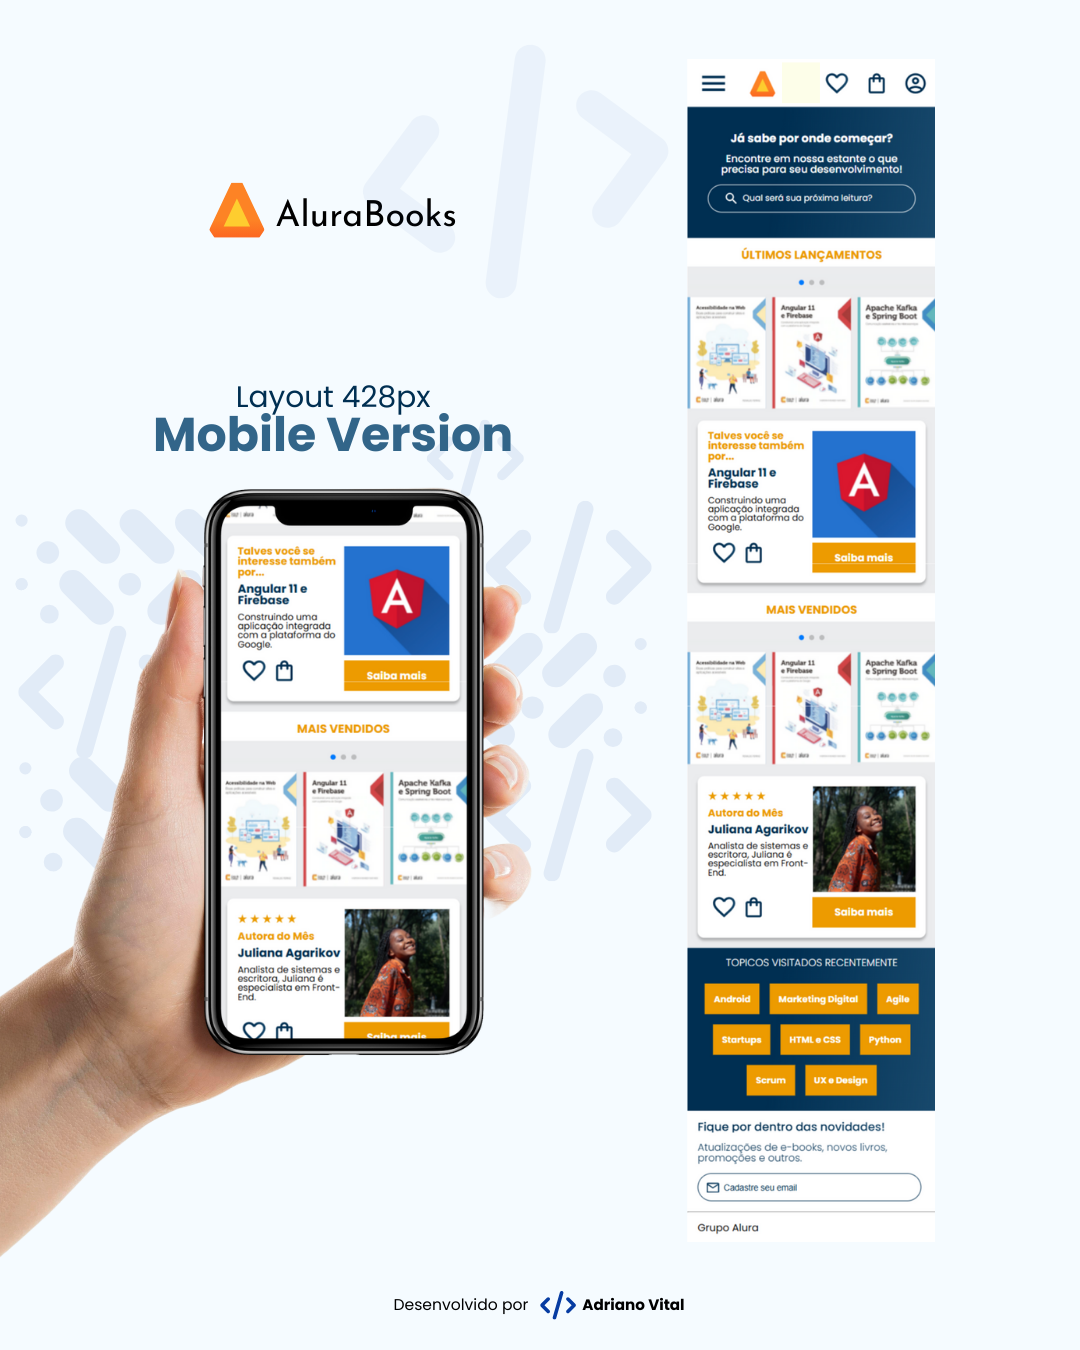 AluraBooks
Layout 428px
Mobile Version
Talves você se
interesse também
por...
Angular 11 e
Firebase
Construindo uma
aplicação integrada
com a plataforma do
Google.
Saiba mais
MAIS VENDIDOS
Acessibilidade na Web
Angular 11
e Firebase
Apache Kafka
e Spring Boot
alura
Autora do Mês
Juliana Agarikov
Analista de sistemas e
escritora, Juliana é
especialista em Front-
End.
Saiba mais
Já sabe por onde começar?
Encontre em nossa estante o que
precisa para seu desenvolvimento!
Qual será sua próxima leitura?
ÚLTIMOS LANÇAMENTOS
Acessibilidade na Web
Angular 11
e Firebase
Apache Kafka
e Spring Boot
alura
Talves você se
interesse também
por...
Angular 11 e
Firebase
Construindo uma
aplicação integrada
com a plataforma do
Google.
Saiba mais
MAIS VENDIDOS
Acessibilidade na Web
Angular 11
e Firebase
Apache Kafka
e Spring Boot
alura
Autora do Mês
Juliana Agarikov
Analista de sistemas e
escritora, Juliana é
especialista em Front-
End.
Saiba mais
TOPICOS VISITADOS RECENTEMENTE
Android
Marketing Digital
Agile
Startups
HTML e CSS
Python
Scrum
UX e Design
Fique por dentro das novidades!
Atualizações de e-books, novos livros,
promoções e outros.
Cadastre seu email
Grupo Alura
Desenvolvido por </> Adriano Vital